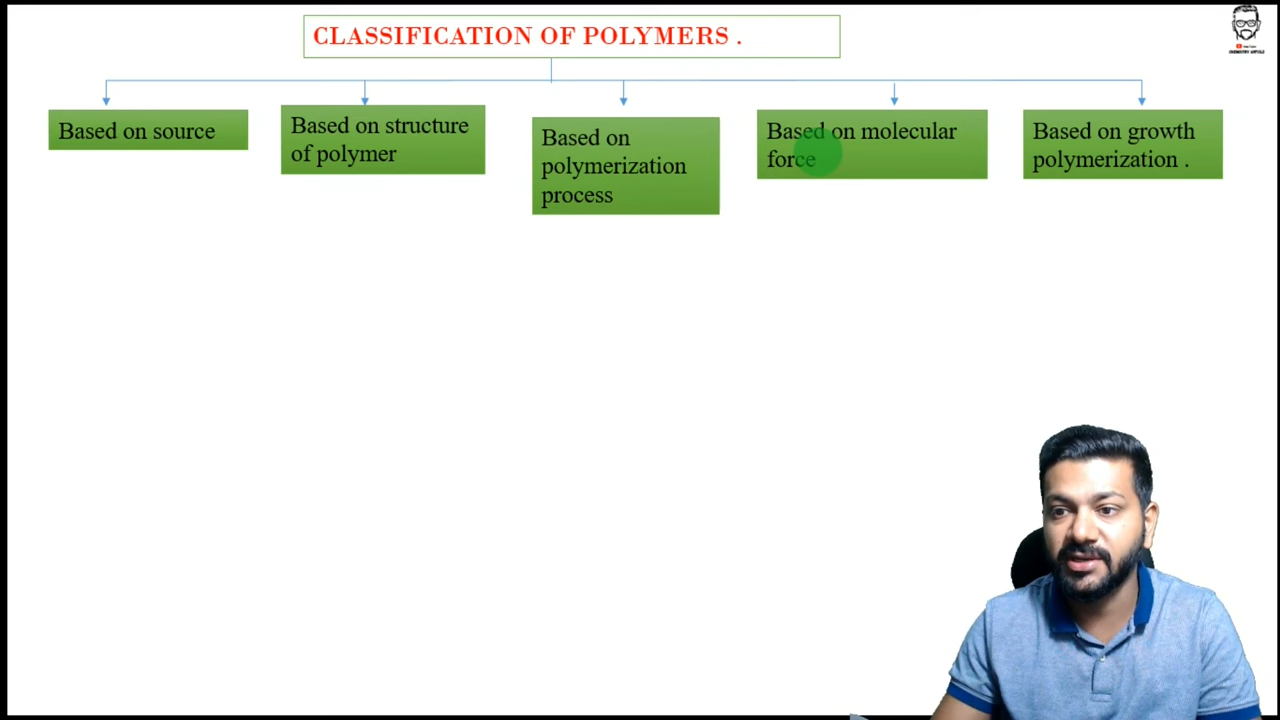 CLASSIFICATION OF POLYMERS .
Based on source
Based on structure
of polymer
Based on
polymerization
process
Based on molecular
force
Based on growth
polymerization .